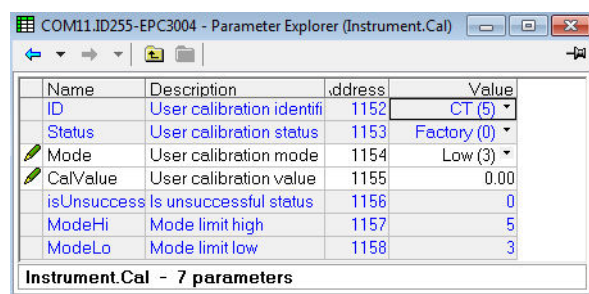 COM11.ID255-EPC3004 - Parameter Explorer (Instrument.Cal)
Name Description ddress Value
ID User calibration identifi 1152 CT (5)
Status User calibration status 1153 Factory (0)
Mode User calibration mode 1154 Low (3)
CalValue User calibration value 1155 0.00
isUnsuccess Is unsuccessful status 1156 0
ModeHi Mode limit high 1157 5
ModeLo Mode limit low 1158 3
Instrument.Cal - 7 parameters